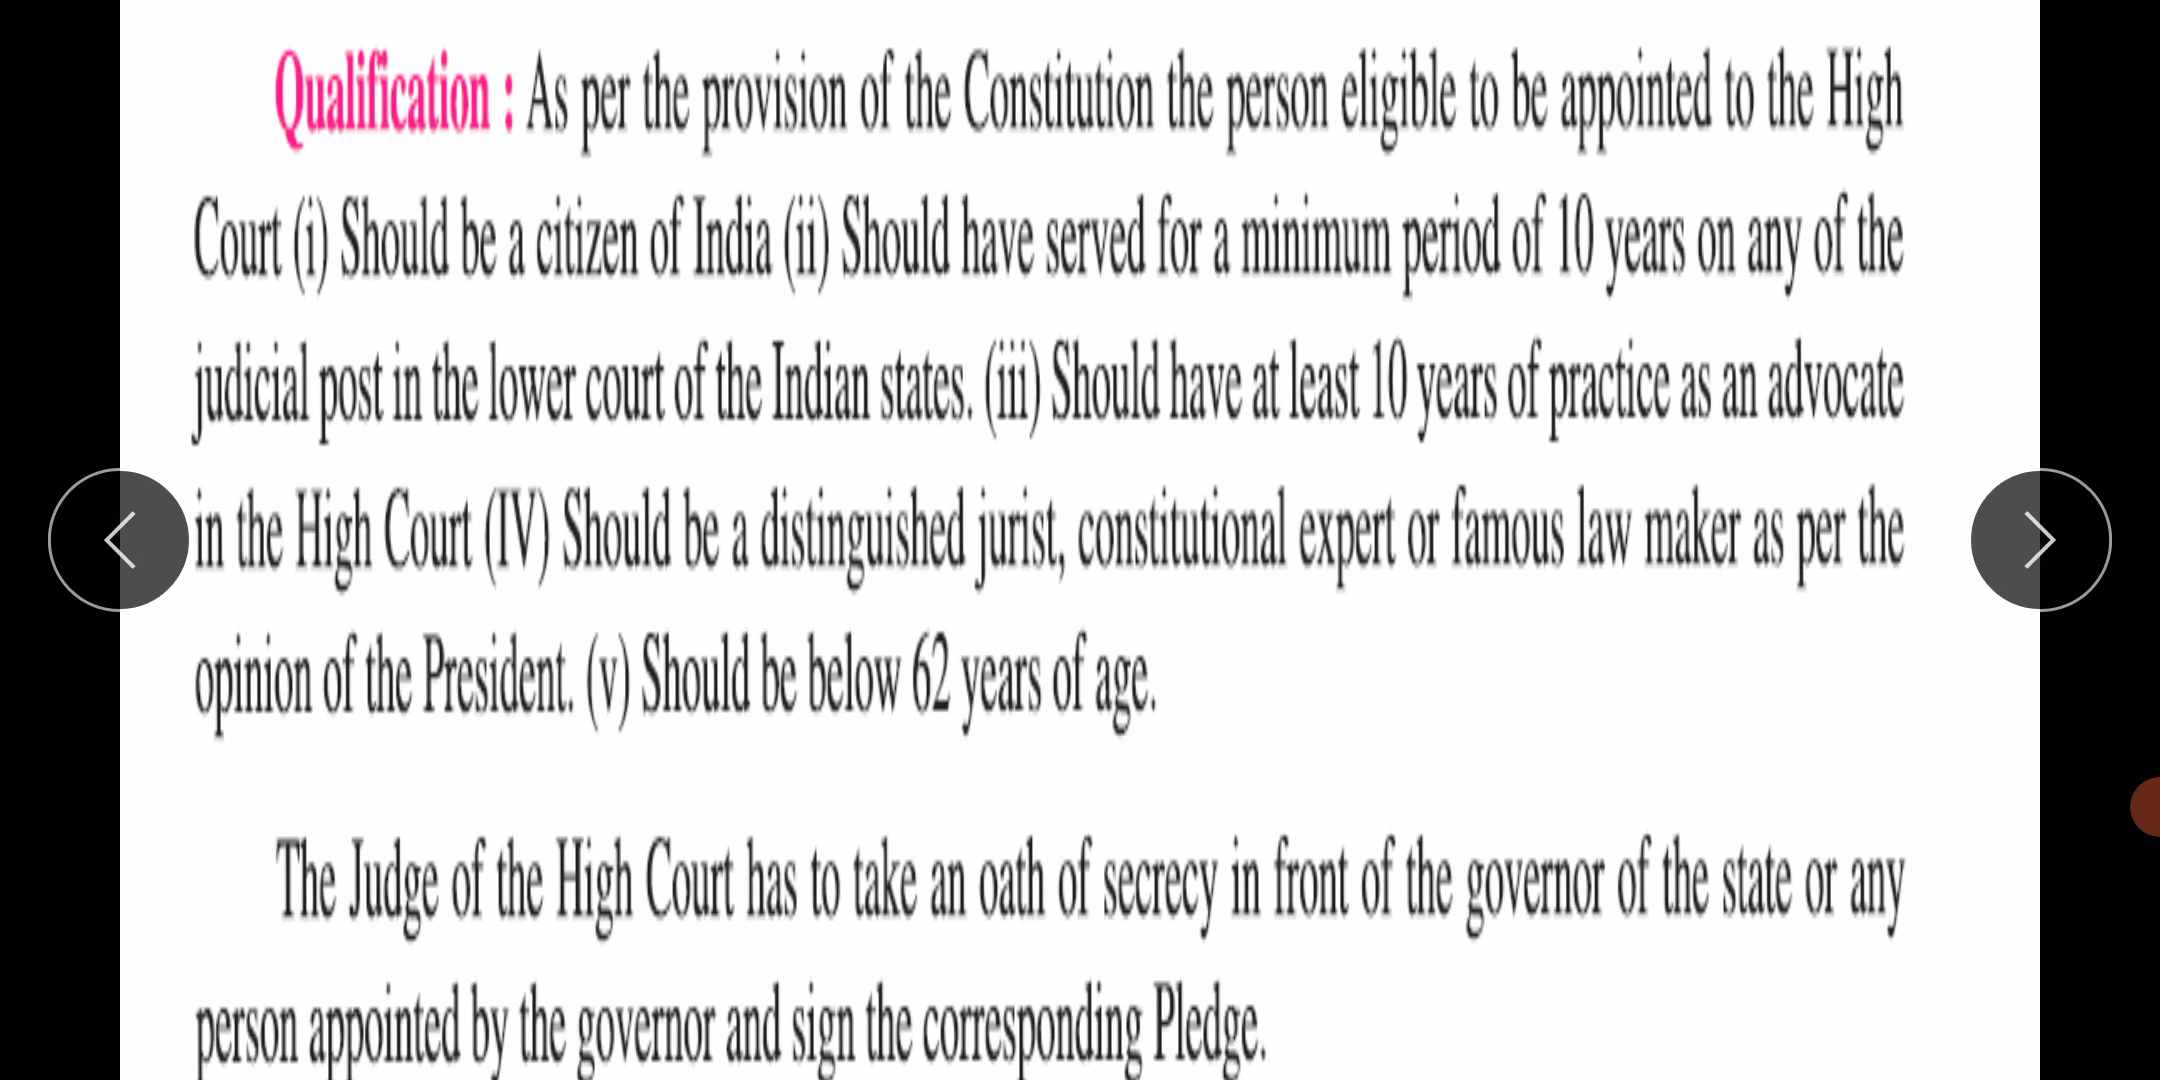 Qualification : As per the provision of the Constitution the person eligible to be appointed to the High
Court (i) Should be a citizen of India (ii) Should have served for a minimum period of 10 years on any of the
judicial post in the lower court of the Indian states. (iii) Should have at least 10 years of practice as an advocate
in the High Court (IV) Should be a distinguished jurist, constitutional expert or famous law maker as per the
opinion of the President. (v) Should be below 62 years of age.
The Judge of the High Court has to take an oath of secrecy in front of the governor of the state or any
person appointed by the governor and sign the corresponding Pledge.